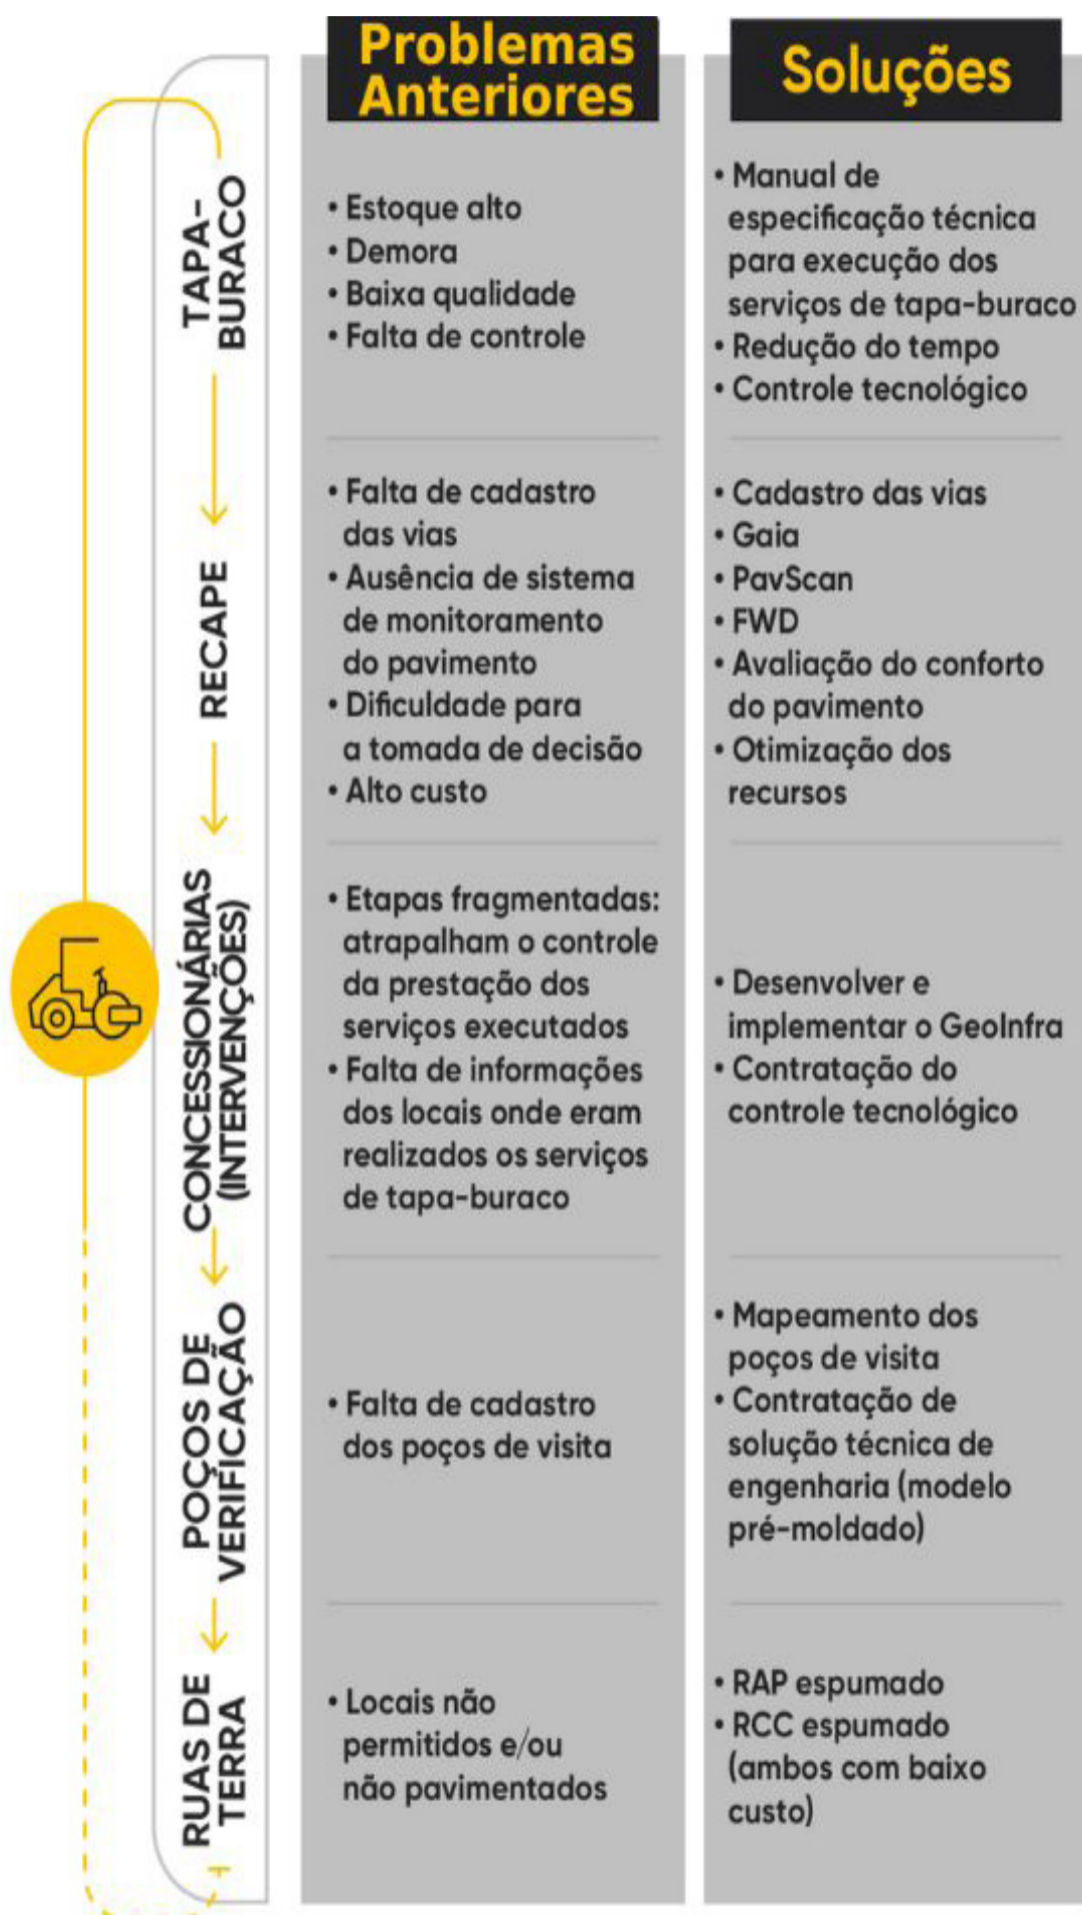 Problemas
Anteriores
Soluções
TAPA-
BURACO
• Estoque alto
• Demora
• Baixa qualidade
• Falta de controle
• Manual de
especificação técnica
para execução dos
serviços de tapa-buraco
• Redução do tempo
• Controle tecnológico
RECAPE
• Falta de cadastro
das vias
• Ausência de sistema
de monitoramento
do pavimento
• Dificuldade para
a tomada de decisão
• Alto custo
• Cadastro das vias
• Gaia
• PavScan
• FWD
• Avaliação do conforto
do pavimento
• Otimização dos
recursos
CONCESSIONÁRIAS
(INTERVENÇÕES)
• Etapas fragmentadas:
atrapalham o controle
da prestação dos
serviços executados
• Falta de informações
dos locais onde eram
realizados os serviços
de tapa-buraco
• Desenvolver e
implementar o GeoInfra
• Contratação do
controle tecnológico
POÇOS DE
VERIFICAÇÃO
• Falta de cadastro
dos poços de visita
• Mapeamento dos
poços de visita
• Contratação de
solução técnica de
engenharia (modelo
pré-moldado)
RUAS DE
TERRA
• Locais não
permitidos e/ou
não pavimentados
• RAP espumado
• RCC espumado
(ambos com baixo
custo)